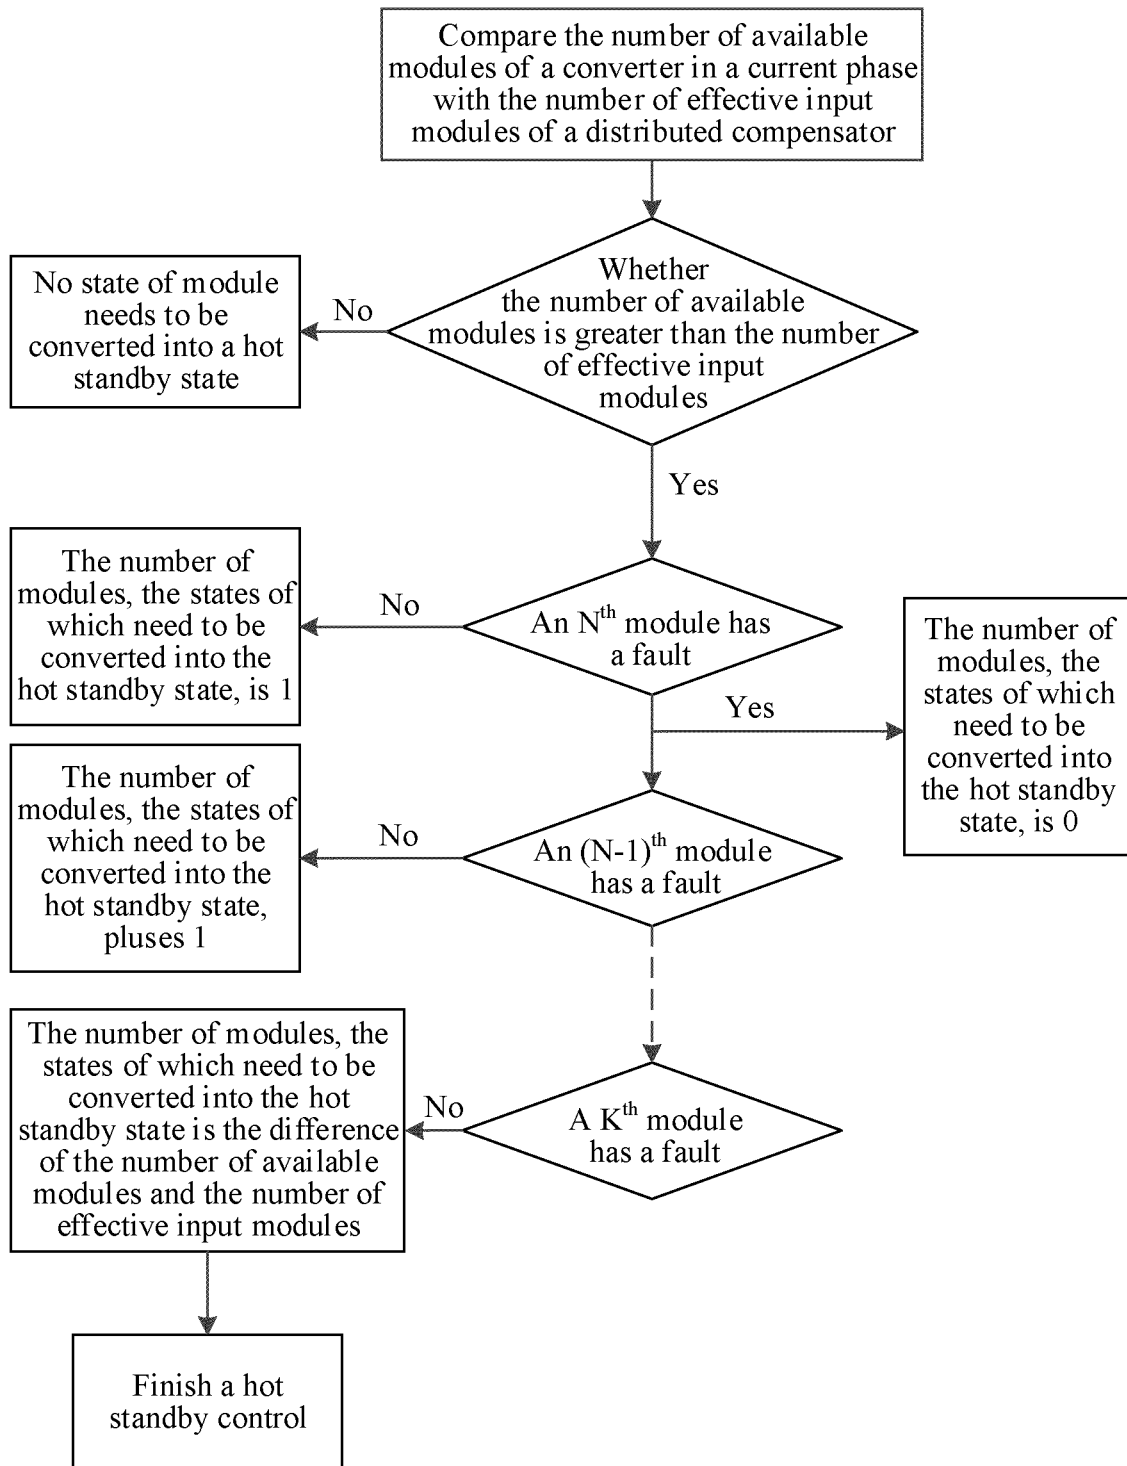 Compare the number of available
modules of a converter in a current phase
with the number of effective input
modules of a distributed compensator
Whether
the number of available
modules is greater than the number
of effective input
modules
No
No state of module
needs to be
converted into a hot
standby state
Yes
An Nth module has
a fault
No
The number of
modules, the states of
which need to be
converted into the
hot standby state, is 1
Yes
The number of
modules, the
states of which
need to be
converted into
the hot standby
state, is 0
An (N-1)th module
has a fault
No
The number of
modules, the states of
which need to be
converted into the
hot standby state,
pluses 1
A Kth module
has a fault
No
The number of modules, the
states of which need to be
converted into the hot
standby state is the difference
of the number of available
modules and the number of
effective input modules
Finish a hot
standby control